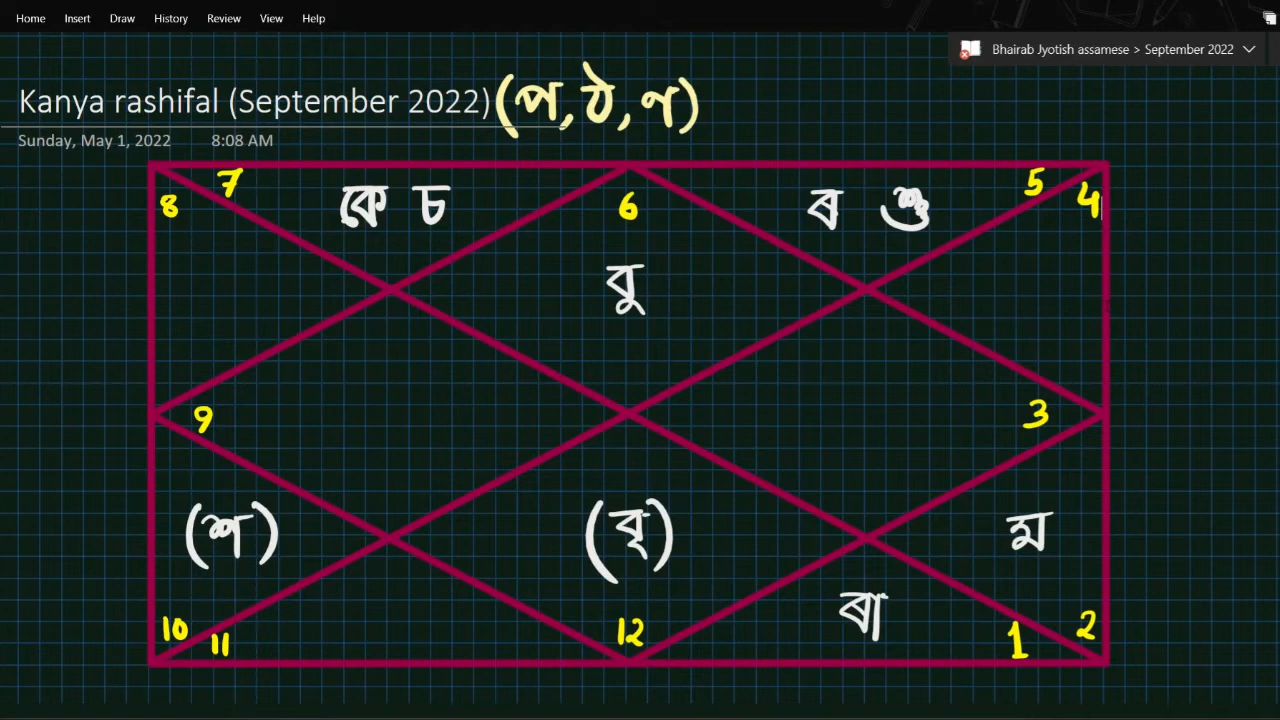 Home Insert Draw History Review View Help
Bhairab Jyotish assamese > September 2022
Kanya rashifal (September 2022) (প, ঠ, ণ)
Sunday, May 1, 2022 8:08 AM
8 7 কে চ 6 ৰ শু 5 4
বু
9 3
(শ) (বৃ) ম
10 11 12 ৰা 1 2